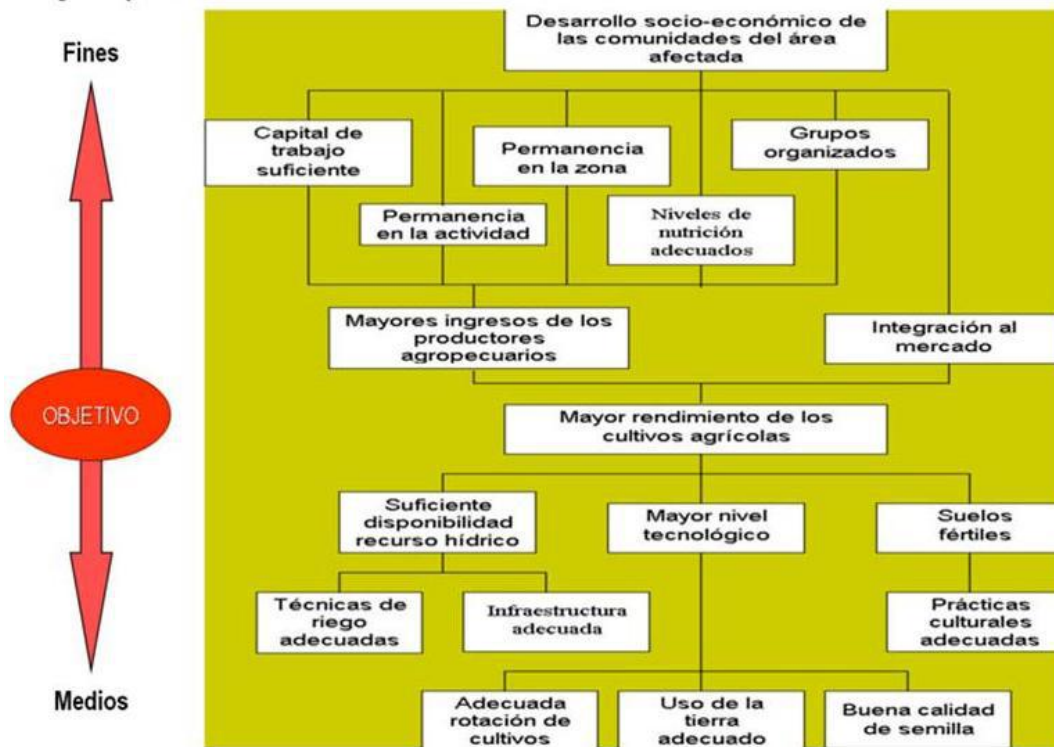 Desarrollo socio-económico de
las comunidades del área
afectada
Fines
Capital de
trabajo
suficiente
Permanencia
en la zona
Grupos
organizados
Permanencia
en la actividad
Niveles de
nutrición
adecuados
Mayores ingresos de los
productores
agropecuarios
Integración al
mercado
OBJETIVO
Mayor rendimiento de los
cultivos agrícolas
Suficiente
disponibilidad
recurso hídrico
Mayor nivel
tecnológico
Suelos
fértiles
Técnicas de
riego
adecuadas
Infraestructura
adecuada
Prácticas
culturales
adecuadas
Medios
Adecuada
rotación de
cultivos
Uso de la
tierra
adecuado
Buena calidad
de semilla